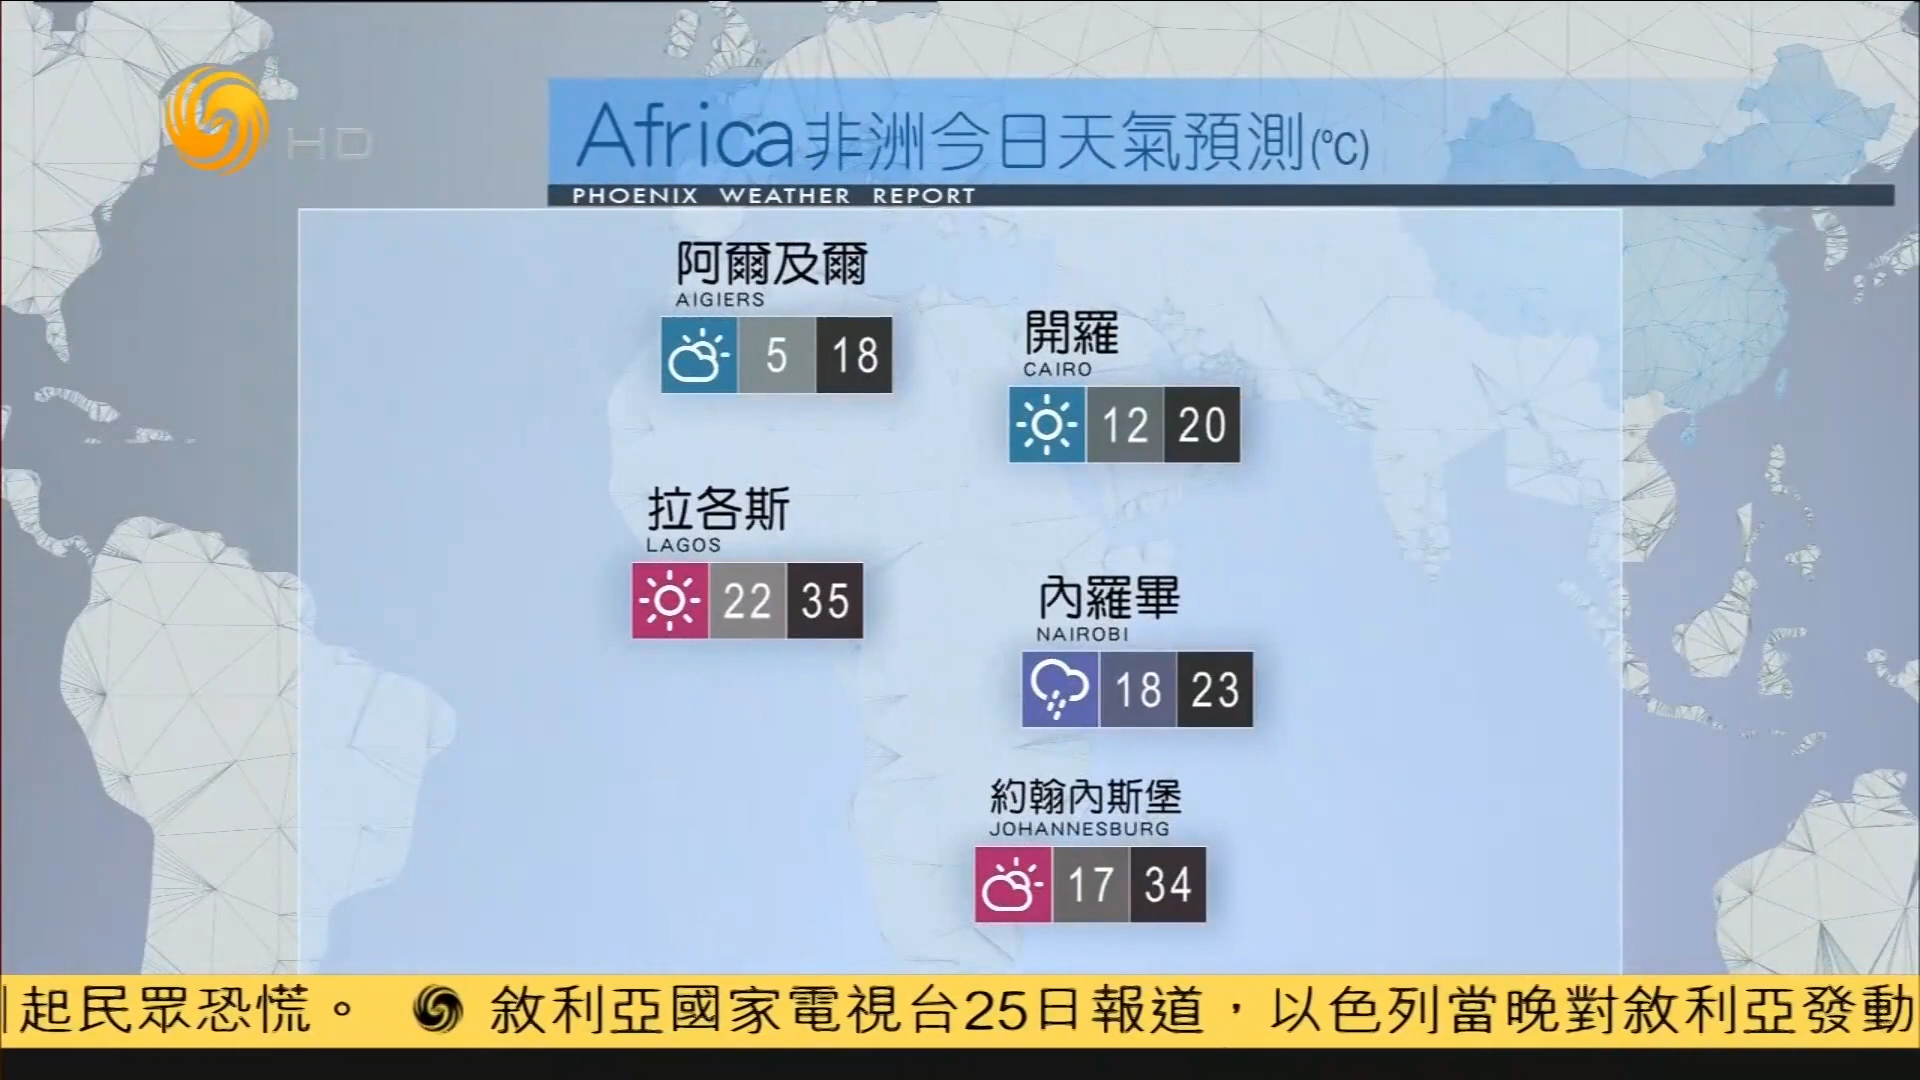 HD
Africa非洲今日天氣預測(°C)
PHOENIX WEATHER REPORT
阿爾及爾
AIGIERS
5 18
開羅
CAIRO
12 20
拉各斯
LAGOS
22 35
內羅畢
NAIROBI
18 23
約翰內斯堡
JOHANNESBURG
17 34
起民眾恐慌。 敘利亞國家電視台25日報道，以色列當晚對敘利亞發動